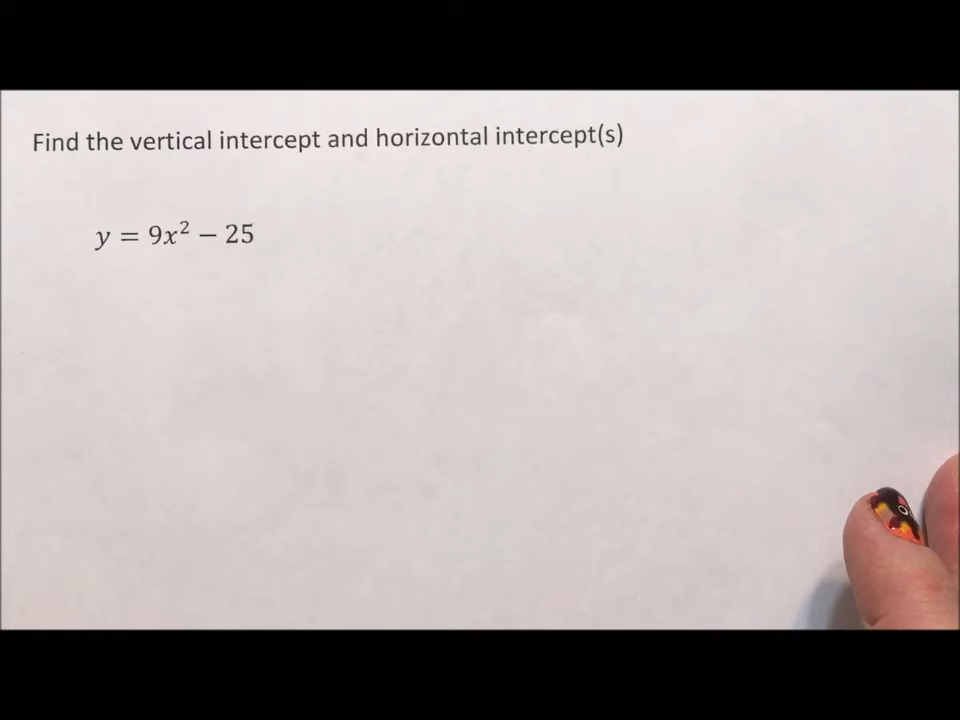 Find the vertical intercept and horizontal intercept(s)
y = 9x² − 25